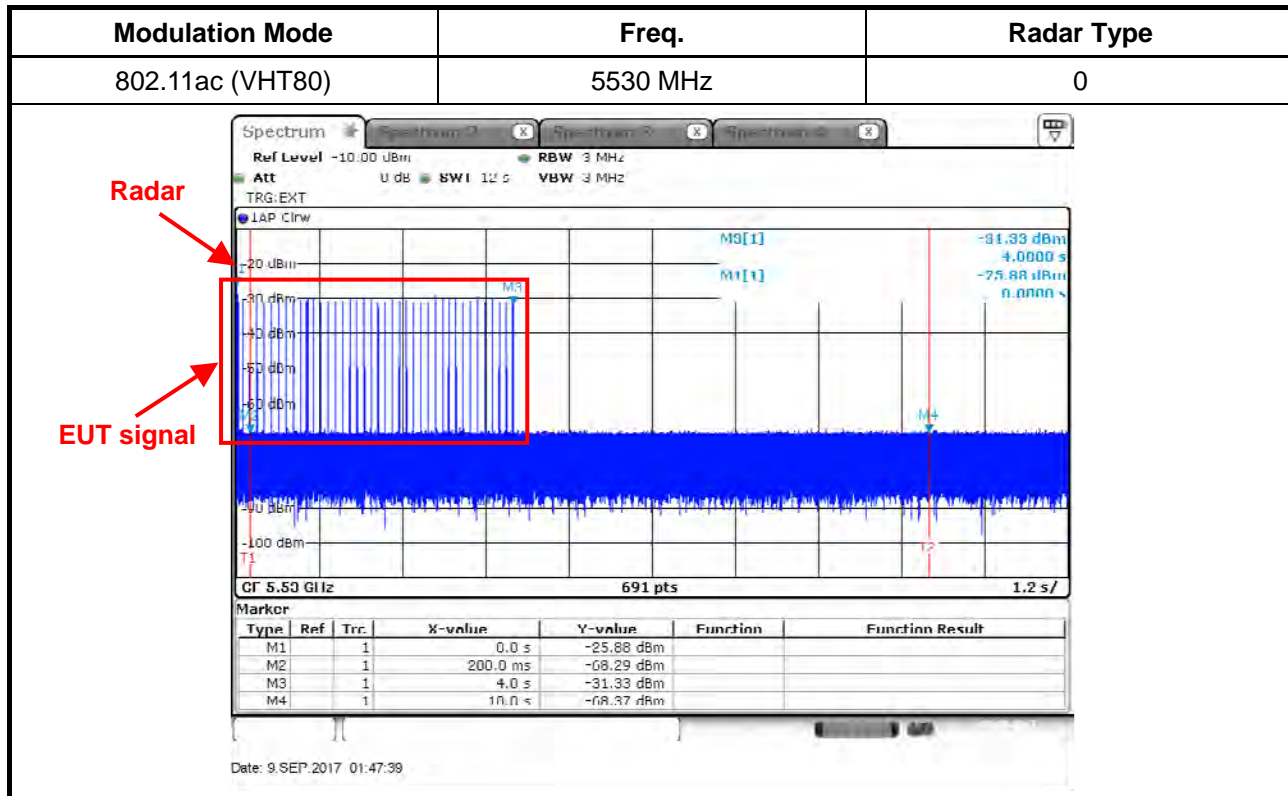 Modulation Mode Freq. Radar Type
802.11ac (VHT80) 5530 MHz 0
Spectrum
Ref Level -10.00 dBm RBW 3 MHz
Att 0 dB SWT 12 s VBW 3 MHz
TRG:EXT
1AP Clrw
Radar
M3[1] -31.33 dBm
4.0000 s
M1[1] -25.88 dBm
0.0000 s
-20 dBm
M3
-30 dBm
-40 dBm
-50 dBm
-60 dBm
M4
EUT signal
-90 dBm
-100 dBm
T1 T2
CF 5.53 GHz 691 pts 1.2 s/
Marker
Type Ref Trc X-value Y-value Function Function Result
M1 1 0.0 s -25.88 dBm
M2 1 200.0 ms -68.29 dBm
M3 1 4.0 s -31.33 dBm
M4 1 10.0 s -68.37 dBm
Date: 9.SEP.2017 01:47:39